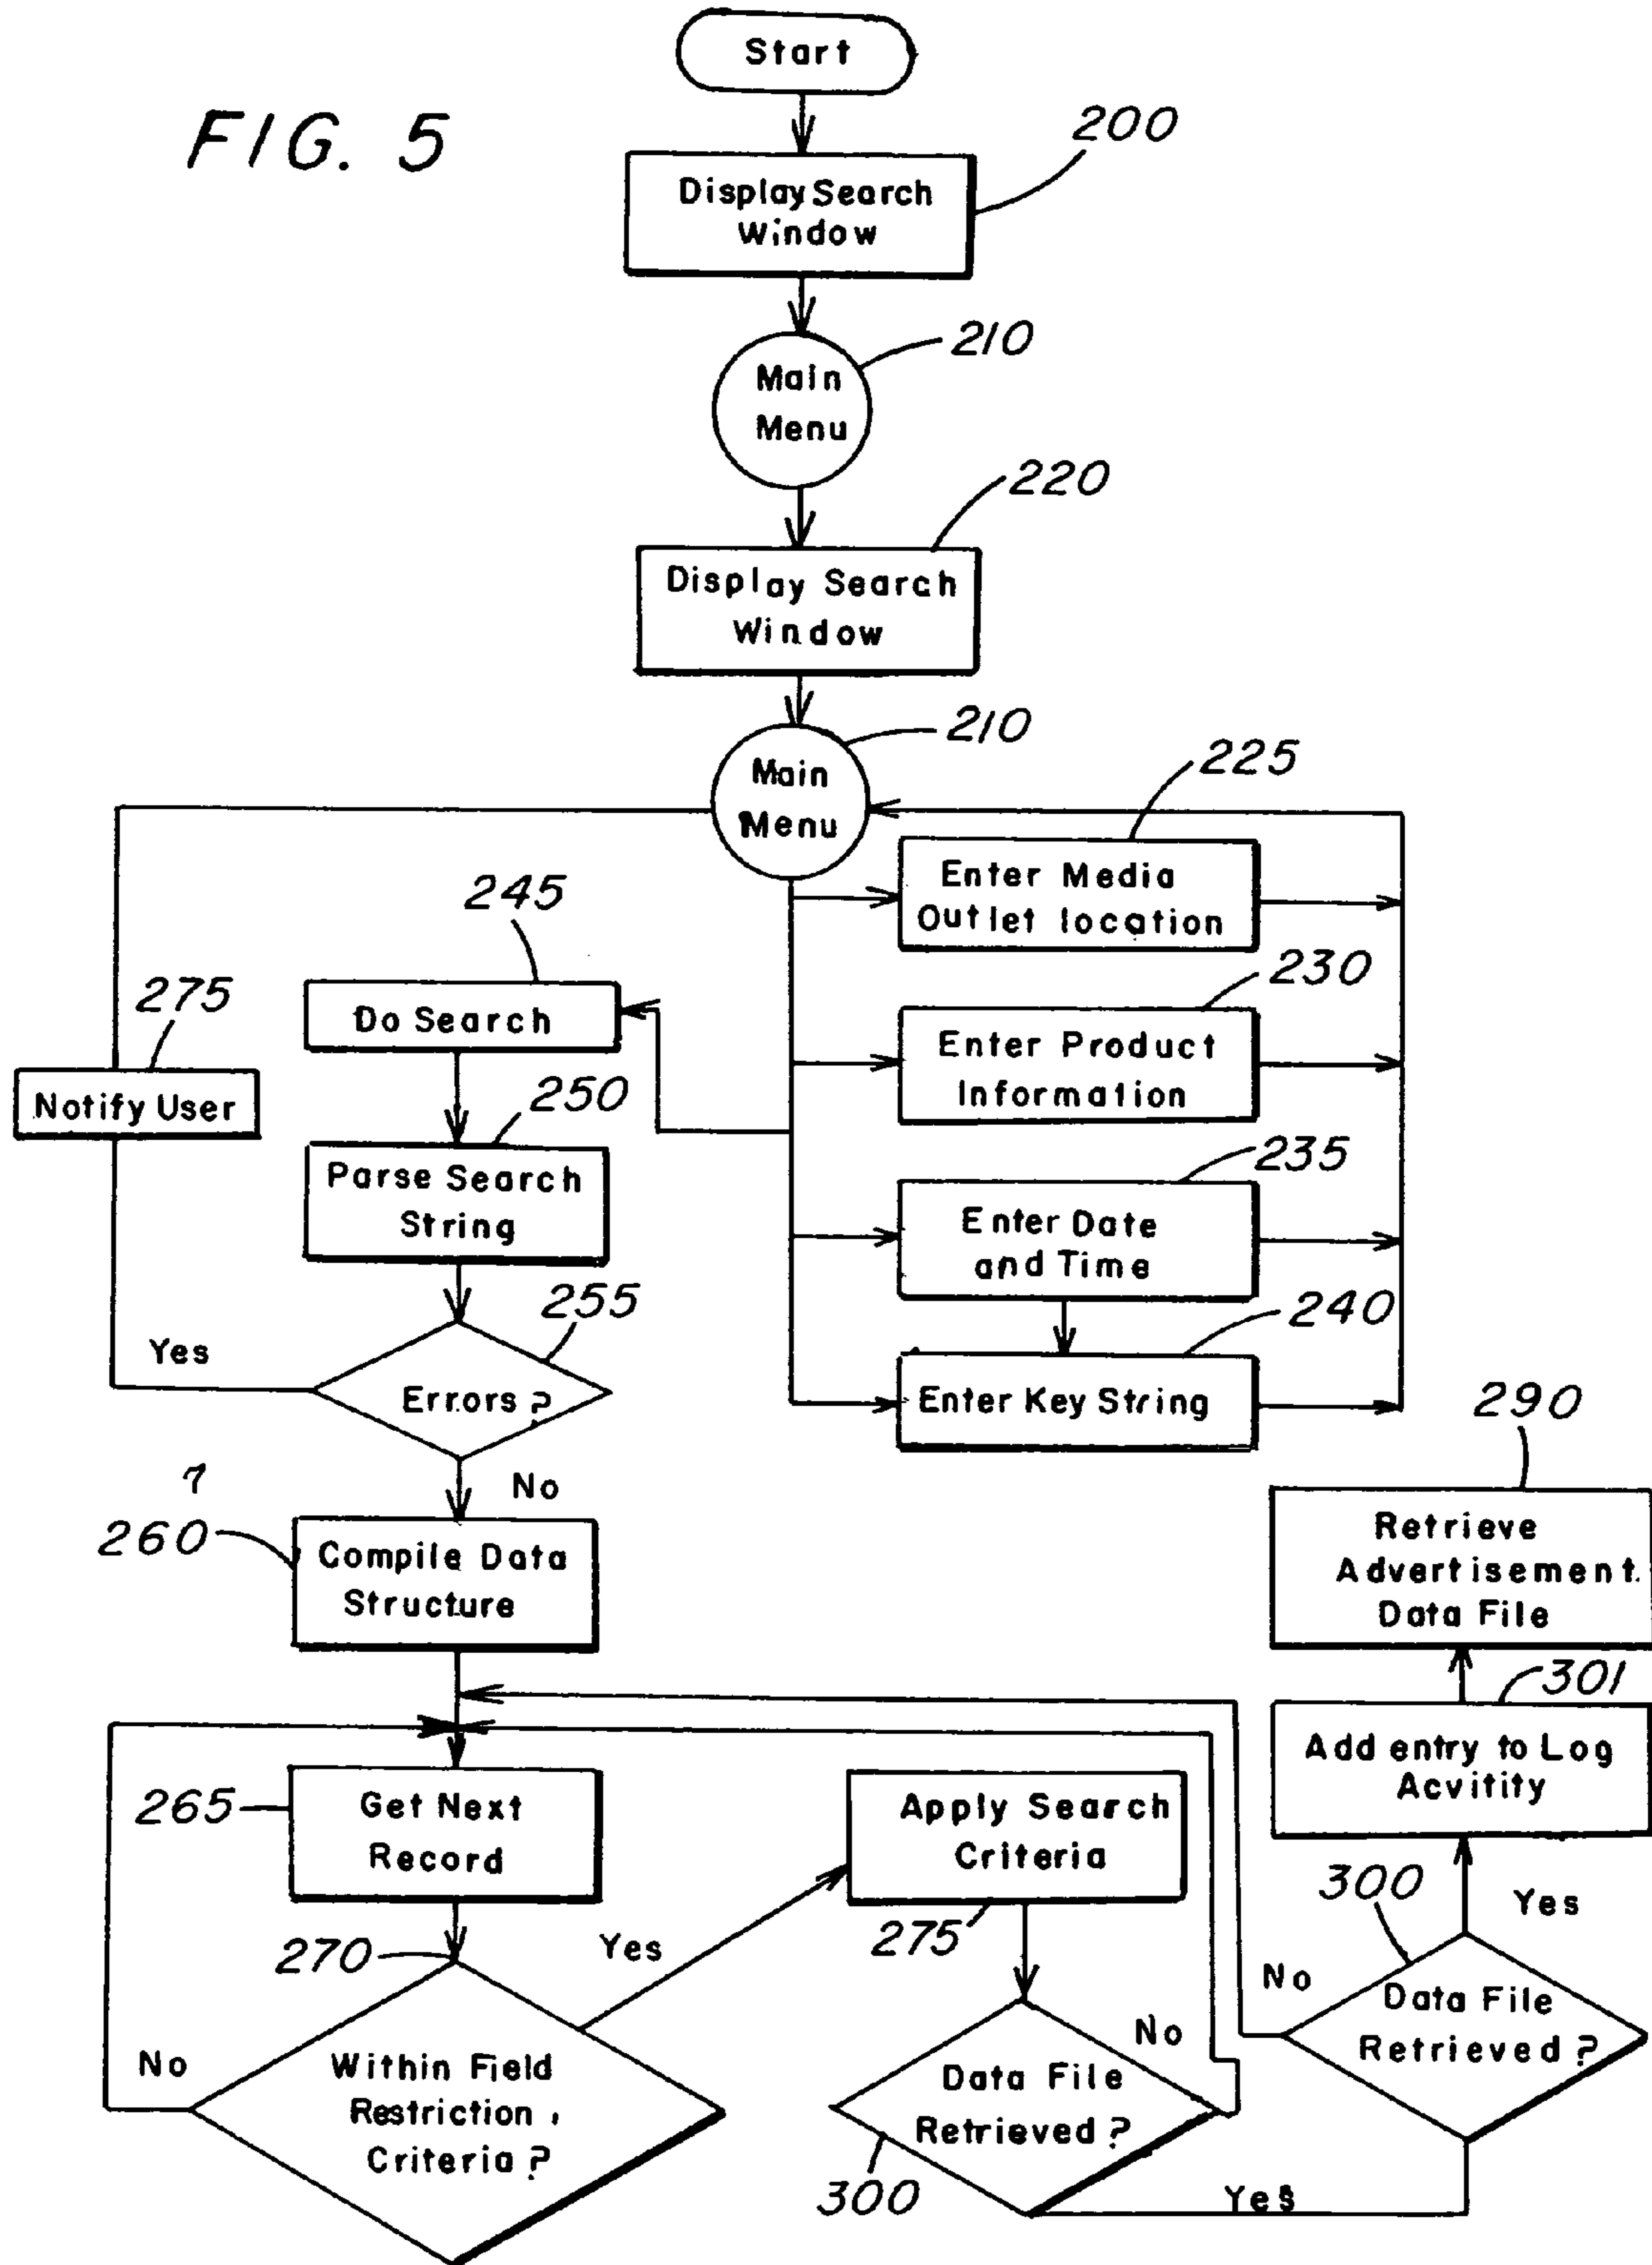 FIG. 5
Start
200
Display Search
Window
210
Main
Menu
220
Display Search
Window
210
Main
Menu
225
Enter Media
Outlet location
245
Do Search
230
Enter Product
Information
275
Notify User
250
Parse Search
String
235
Enter Date
and Time
255
Yes
Errors?
No
240
Enter Key String
290
Retrieve
Advertisement.
Data File
260
Compile Data
Structure
301
Add entry to Log
Acvitity
265
Get Next
Record
Apply Search
Criteria
275
300
Yes
No
Data File
Retrieved?
270
Yes
No
Within Field
Restriction
Criteria?
No
Data File
Retrieved?
300
Yes